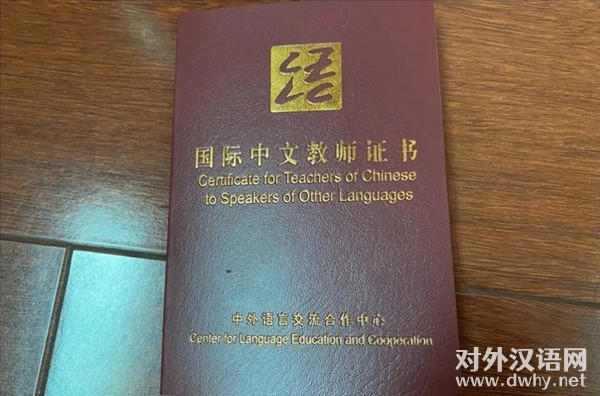 国际中文教师证书
Certificate for Teachers of Chinese
to Speakers of Other Languages
中外语言交流合作中心
Center for Language Education and Cooperation
对外汉语网
www.dwhy.net